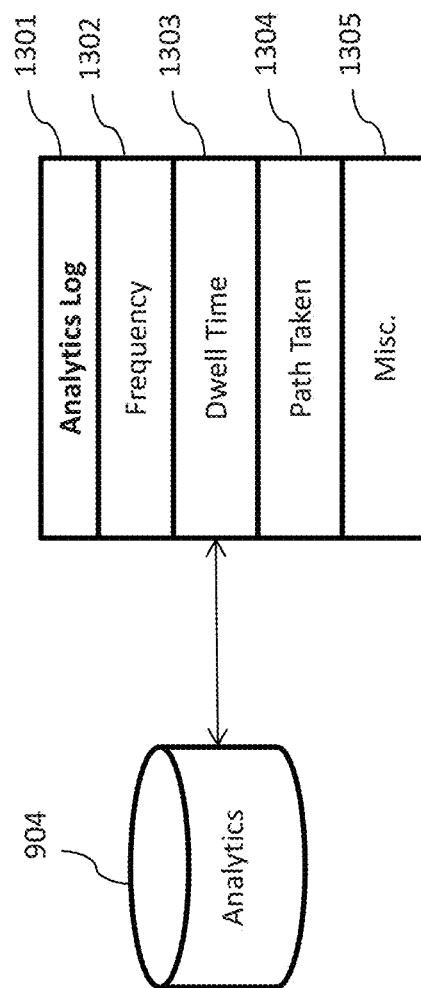 904
Analytics
Analytics Log
1301
Frequency
1302
Dwell Time
1303
Path Taken
1304
Misc.
1305